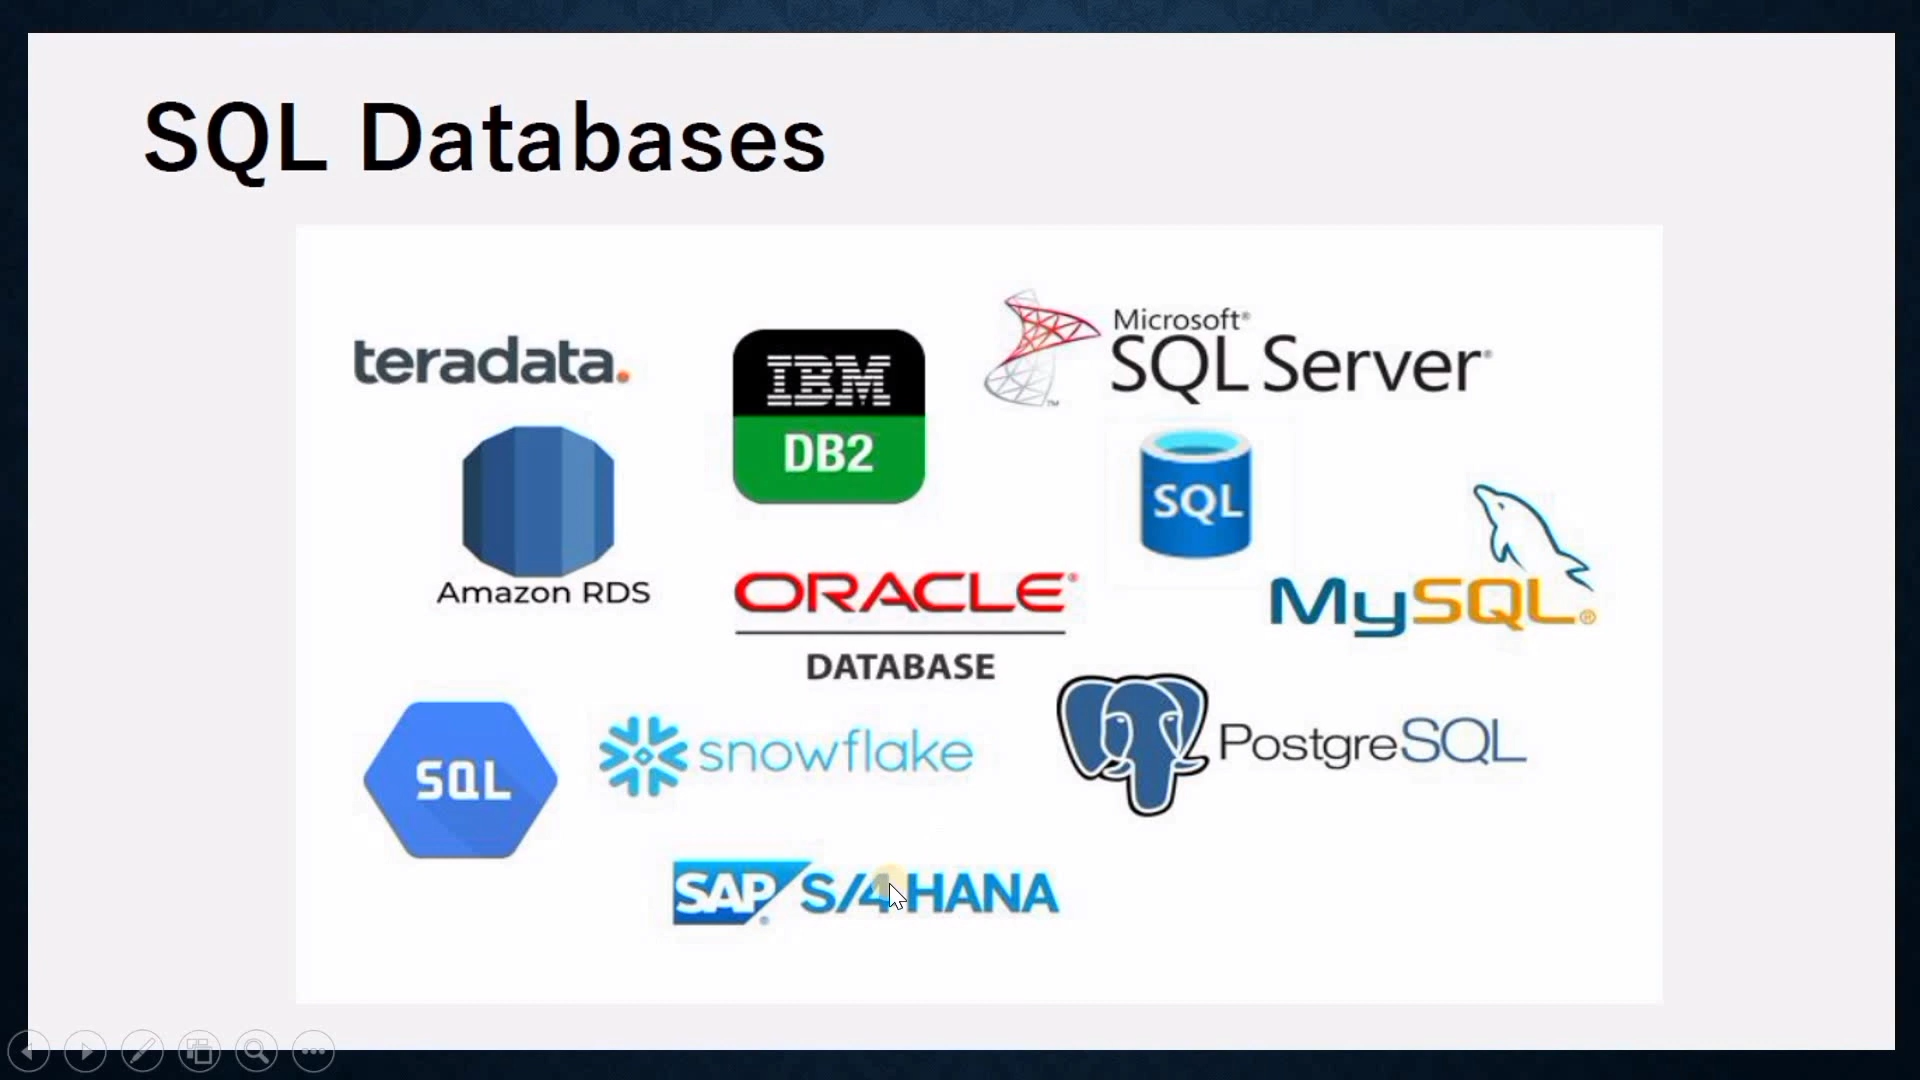 SQL Databases
teradata.
IBM
DB2
Microsoft®
SQL Server®
™
SQL
Amazon RDS
ORACLE®
DATABASE
MySQL®
SQL
snowflake
PostgreSQL
SAP® S/4HANA